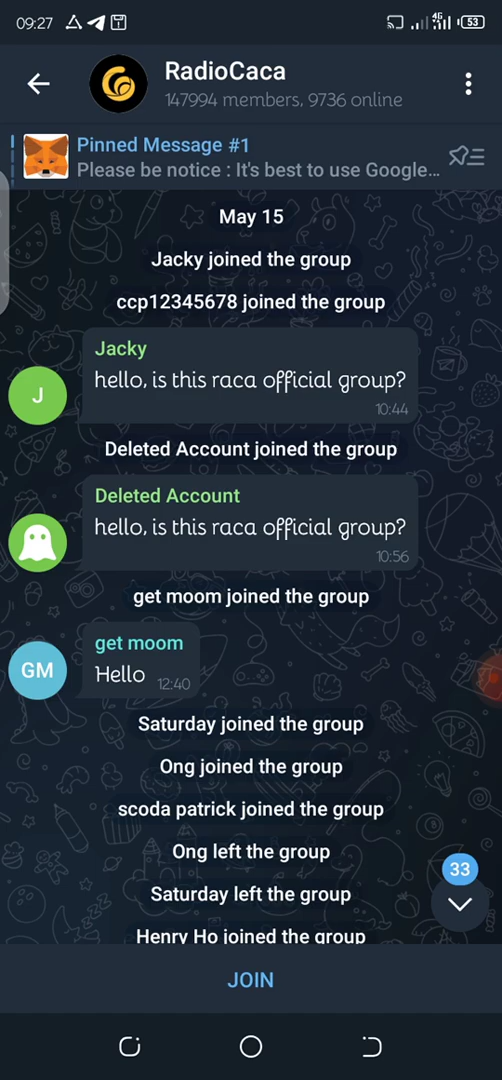 09:27
4G
53
RadioCaca
147994 members, 9736 online
Pinned Message #1
Please be notice : It's best to use Google...
May 15
Jacky joined the group
ccp12345678 joined the group
Jacky
J
hello, is this raca official group?
10:44
Deleted Account joined the group
Deleted Account
hello, is this raca official group?
10:56
get moom joined the group
get moom
GM
Hello
12:40
Saturday joined the group
Ong joined the group
scoda patrick joined the group
Ong left the group
33
Saturday left the group
Henry Ho joined the group
JOIN